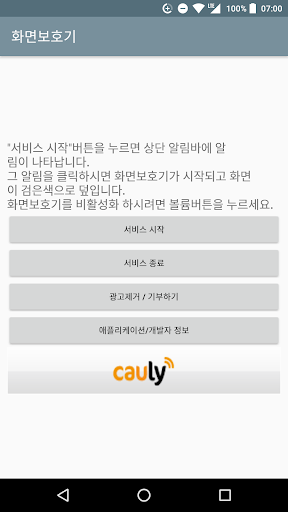 LTE 100% 07:00
화면보호기
"서비스 시작"버튼을 누르면 상단 알림바에 알
림이 나타납니다.
그 알림을 클릭하시면 화면보호기가 시작되고 화면
이 검은색으로 덮입니다.
화면보호기를 비활성화 하시려면 볼륨버튼을 누르세요.
서비스 시작
서비스 종료
광고제거 / 기부하기
애플리케이션/개발자 정보
cauly